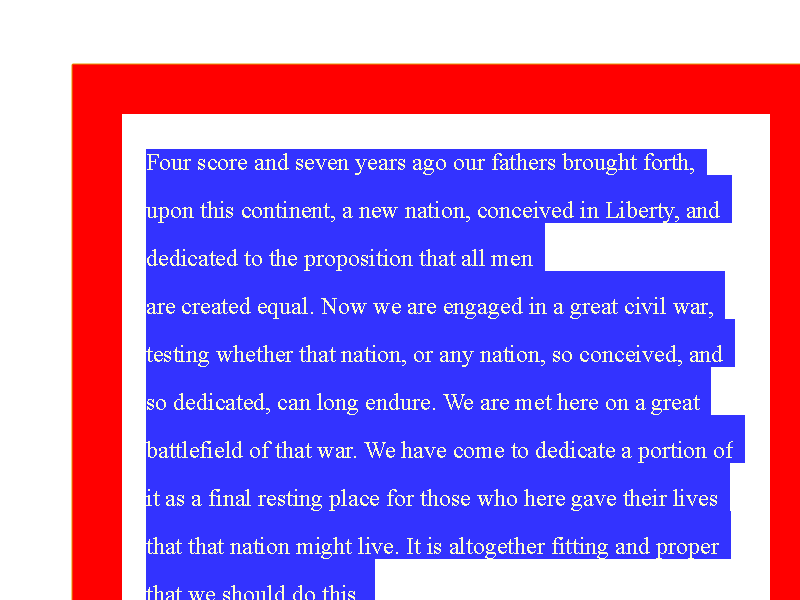 Four score and seven years ago our fathers brought forth,
upon this continent, a new nation, conceived in Liberty, and
dedicated to the proposition that all men
are created equal. Now we are engaged in a great civil war,
testing whether that nation, or any nation, so conceived, and
so dedicated, can long endure. We are met here on a great
battlefield of that war. We have come to dedicate a portion of
it as a final resting place for those who here gave their lives
that that nation might live. It is altogether fitting and proper
that we should do this